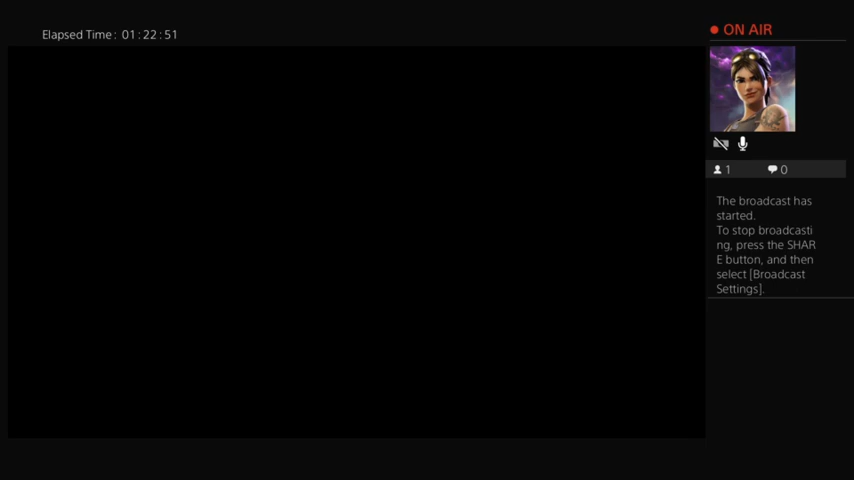 Elapsed Time: 01:22:51
ON AIR
1 0
The broadcast has
started.
To stop broadcasti
ng, press the SHAR
E button, and then
select [Broadcast
Settings].